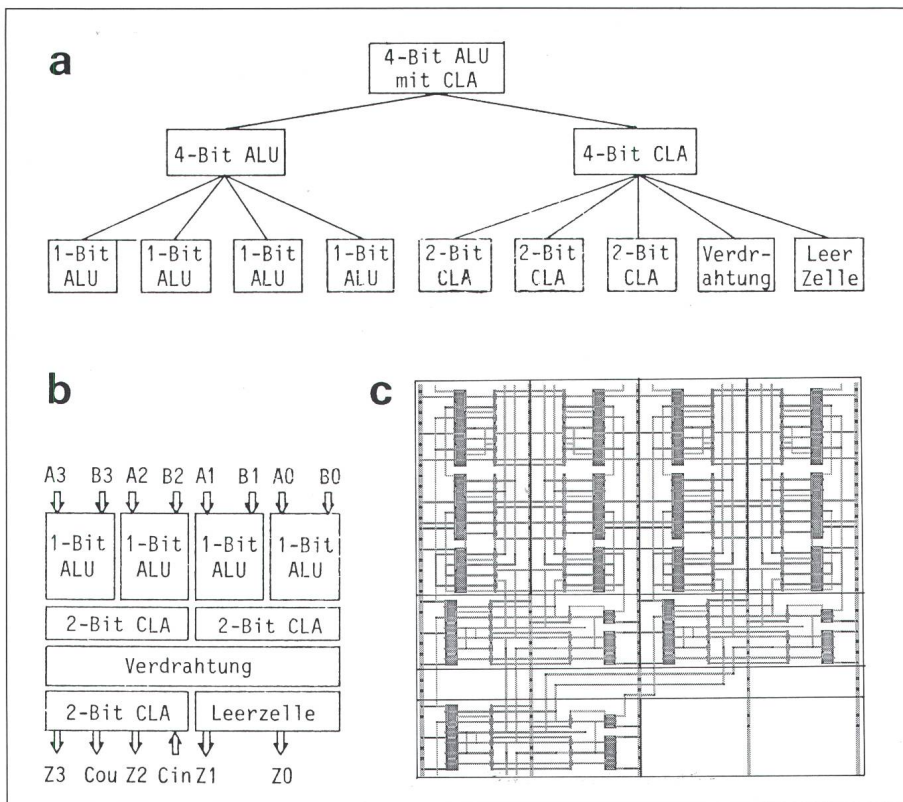 a
4-Bit ALU
mit CLA
4-Bit ALU
4-Bit CLA
1-Bit
ALU
1-Bit
ALU
1-Bit
ALU
1-Bit
ALU
2-Bit
CLA
2-Bit
CLA
2-Bit
CLA
Verdr-
ahtung
Leer
Zelle
b
c
A3 B3 A2 B2 A1 B1 A0 B0
1-Bit
ALU
1-Bit
ALU
1-Bit
ALU
1-Bit
ALU
2-Bit CLA
2-Bit CLA
Verdrahtung
2-Bit CLA
Leerzelle
Z3 Cou Z2 Cin Z1 Z0